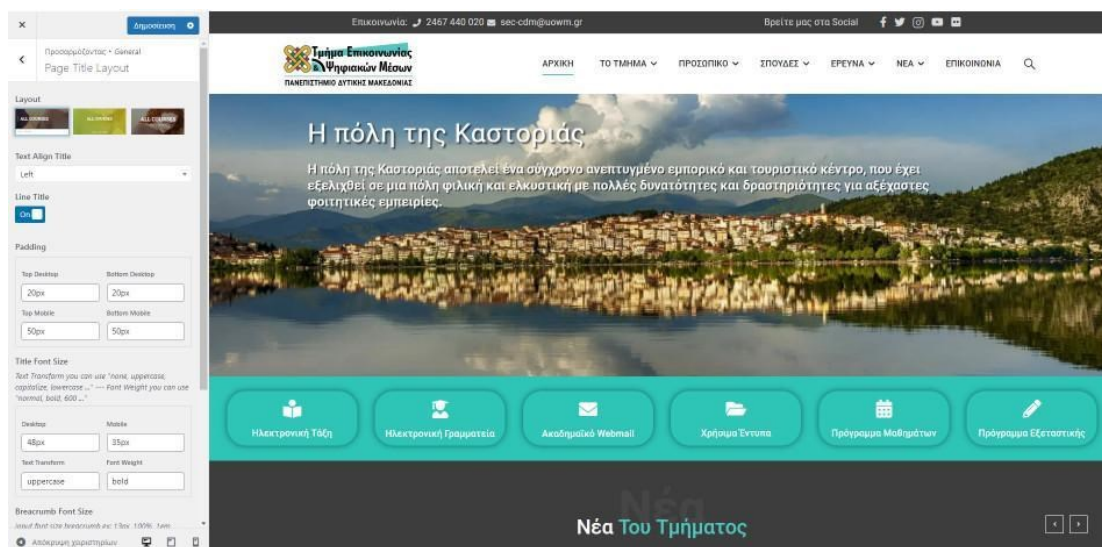 Δημοσίευση
Προσαρμόζοντας • General
Page Title Layout
Layout
ALL COURSES
Text Align Title
Left
Line Title
On
Padding
Top Desktop
Bottom Desktop
20px
20px
Top Mobile
Bottom Mobile
50px
50px
Title Font Size
Text Transform you can use "none, uppercase,
capitalize, lowercase ..." --- Font Weight you can use
"normal, bold, 600 ..."
Desktop
Mobile
48px
35px
Text Transform
Font Weight
uppercase
bold
Breacrumb Font Size
Απόκρυψη χειριστηρίων
Επικοινωνία: 2467 440 020 sec-cdm@uowm.gr
Βρείτε μας στα Social
Τμήμα Επικοινωνίας
Ψηφιακών Μέσων
ΠΑΝΕΠΙΣΤΗΜΙΟ ΔΥΤΙΚΗΣ ΜΑΚΕΔΟΝΙΑΣ
ΑΡΧΙΚΗ ΤΟ ΤΜΗΜΑ ΠΡΟΣΩΠΙΚΟ ΣΠΟΥΔΕΣ ΕΡΕΥΝΑ ΝΕΑ ΕΠΙΚΟΙΝΩΝΙΑ
Η πόλη της Καστοριάς
Η πόλη της Καστοριάς αποτελεί ένα σύγχρονο ανεπτυγμένο εμπορικό και τουριστικό κέντρο, που έχει
εξελιχθεί σε μια πόλη φιλική και ελκυστική με πολλές δυνατότητες και δραστηριότητες για αξέχαστες
φοιτητικές εμπειρίες.
Ηλεκτρονική Τάξη
Ηλεκτρονική Γραμματεία
Ακαδημαϊκό Webmail
Χρήσιμα Έντυπα
Πρόγραμμα Μαθημάτων
Πρόγραμμα Εξεταστικής
Νέα
Νέα Του Τμήματος